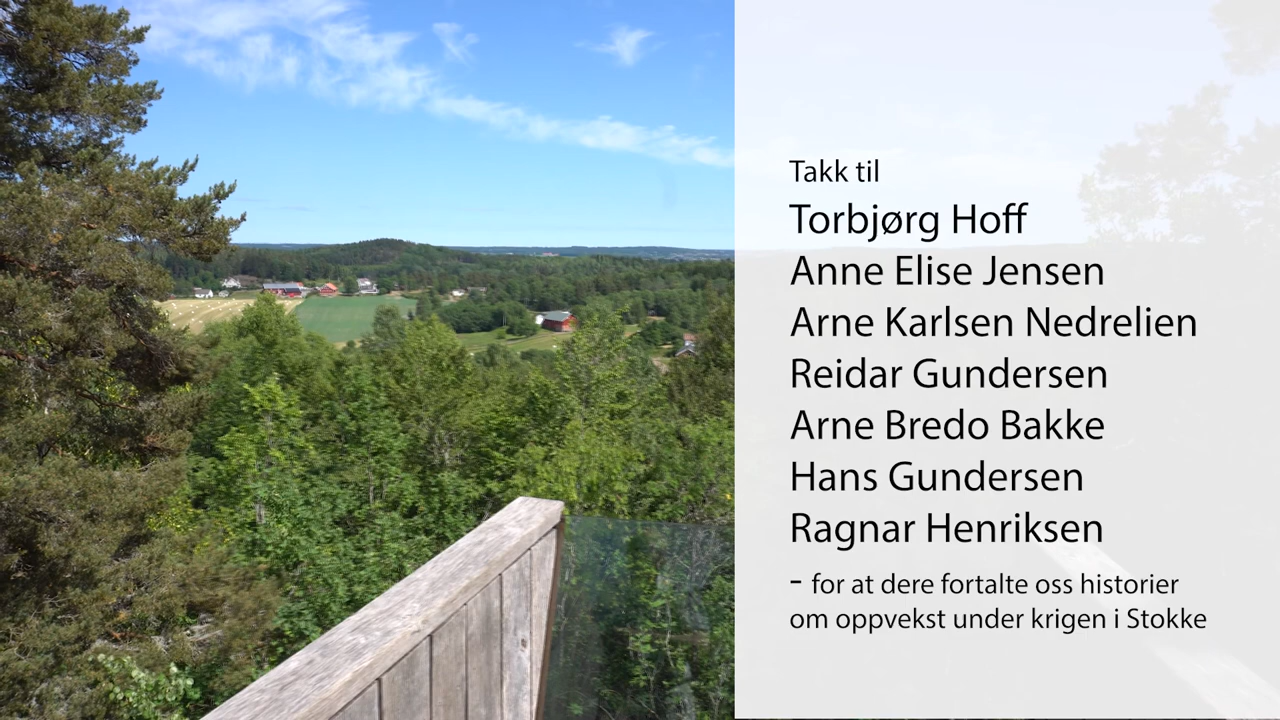 Takk til
Torbjørg Hoff
Anne Elise Jensen
Arne Karlsen Nedrelien
Reidar Gundersen
Arne Bredo Bakke
Hans Gundersen
Ragnar Henriksen
- for at dere fortalte oss historier
om oppvekst under krigen i Stokke